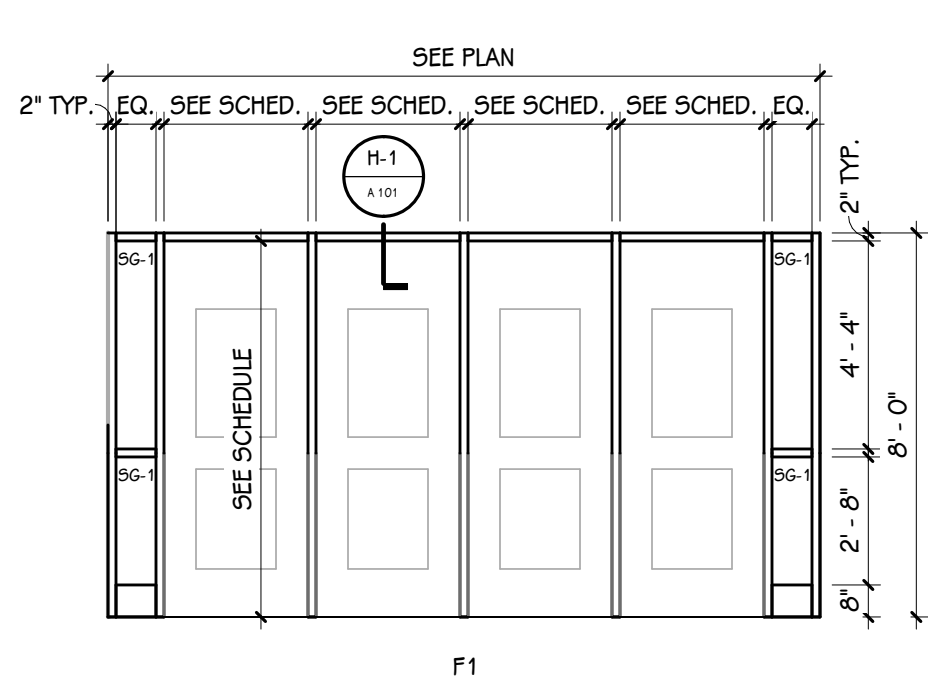 SEE PLAN
2" TYP. EQ. SEE SCHED. SEE SCHED. SEE SCHED. SEE SCHED. EQ.
2" TYP.
H-1
A 101
SG-1
SG-1
SEE SCHEDULE
4' - 4"
8' - 0"
SG-1
SG-1
2' - 8"
8"
F1